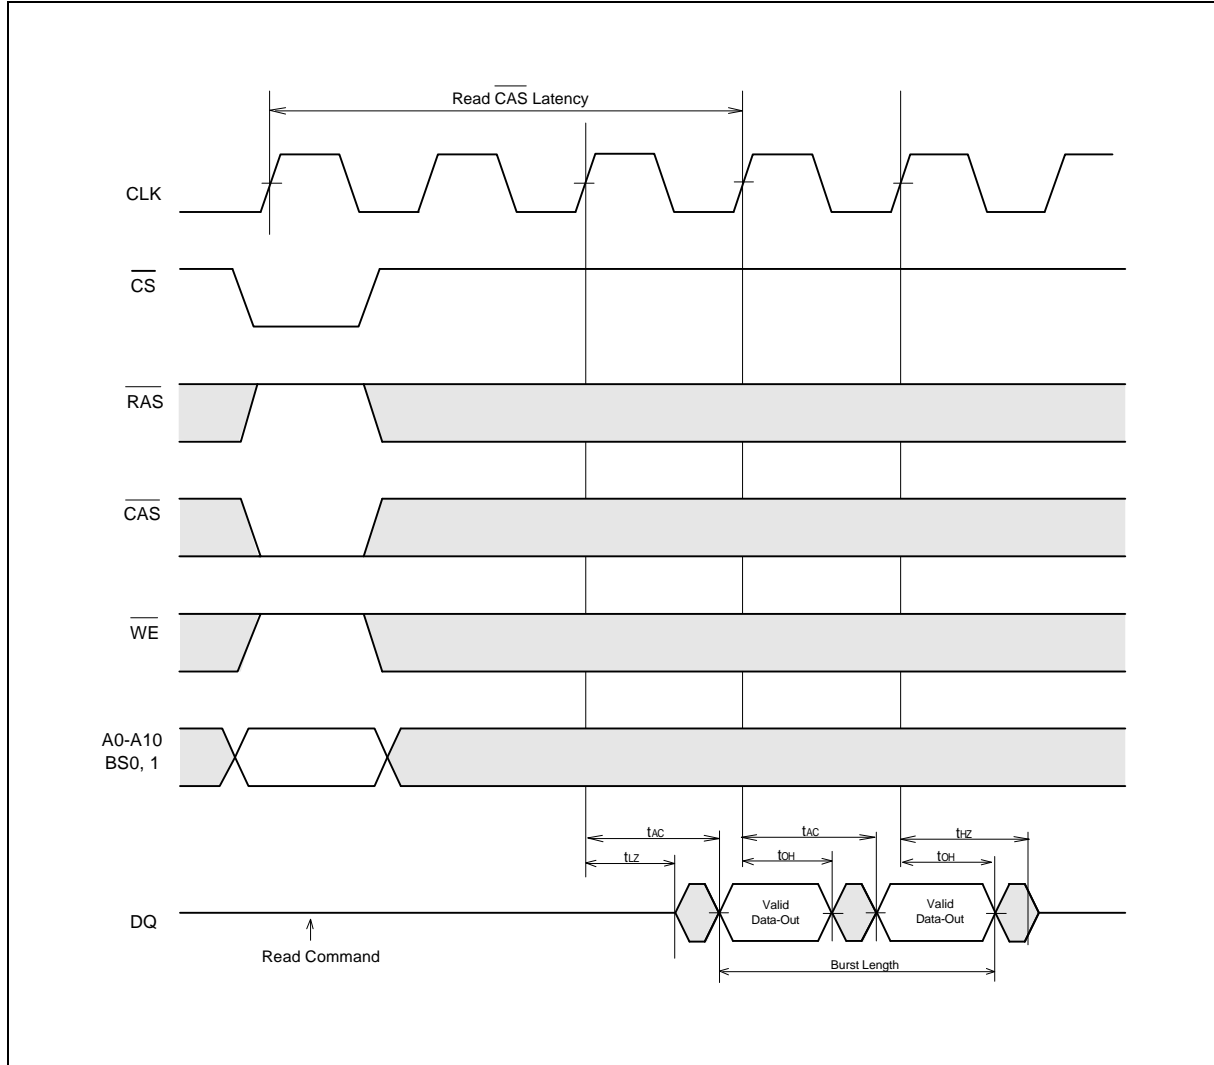 Read CAS Latency
CLK
CS
RAS
CAS
WE
A0-A10
BS0, 1
tAC
tAC
tHZ
tLZ
tOH
tOH
Valid
Data-Out
Valid
Data-Out
DQ
Read Command
Burst Length